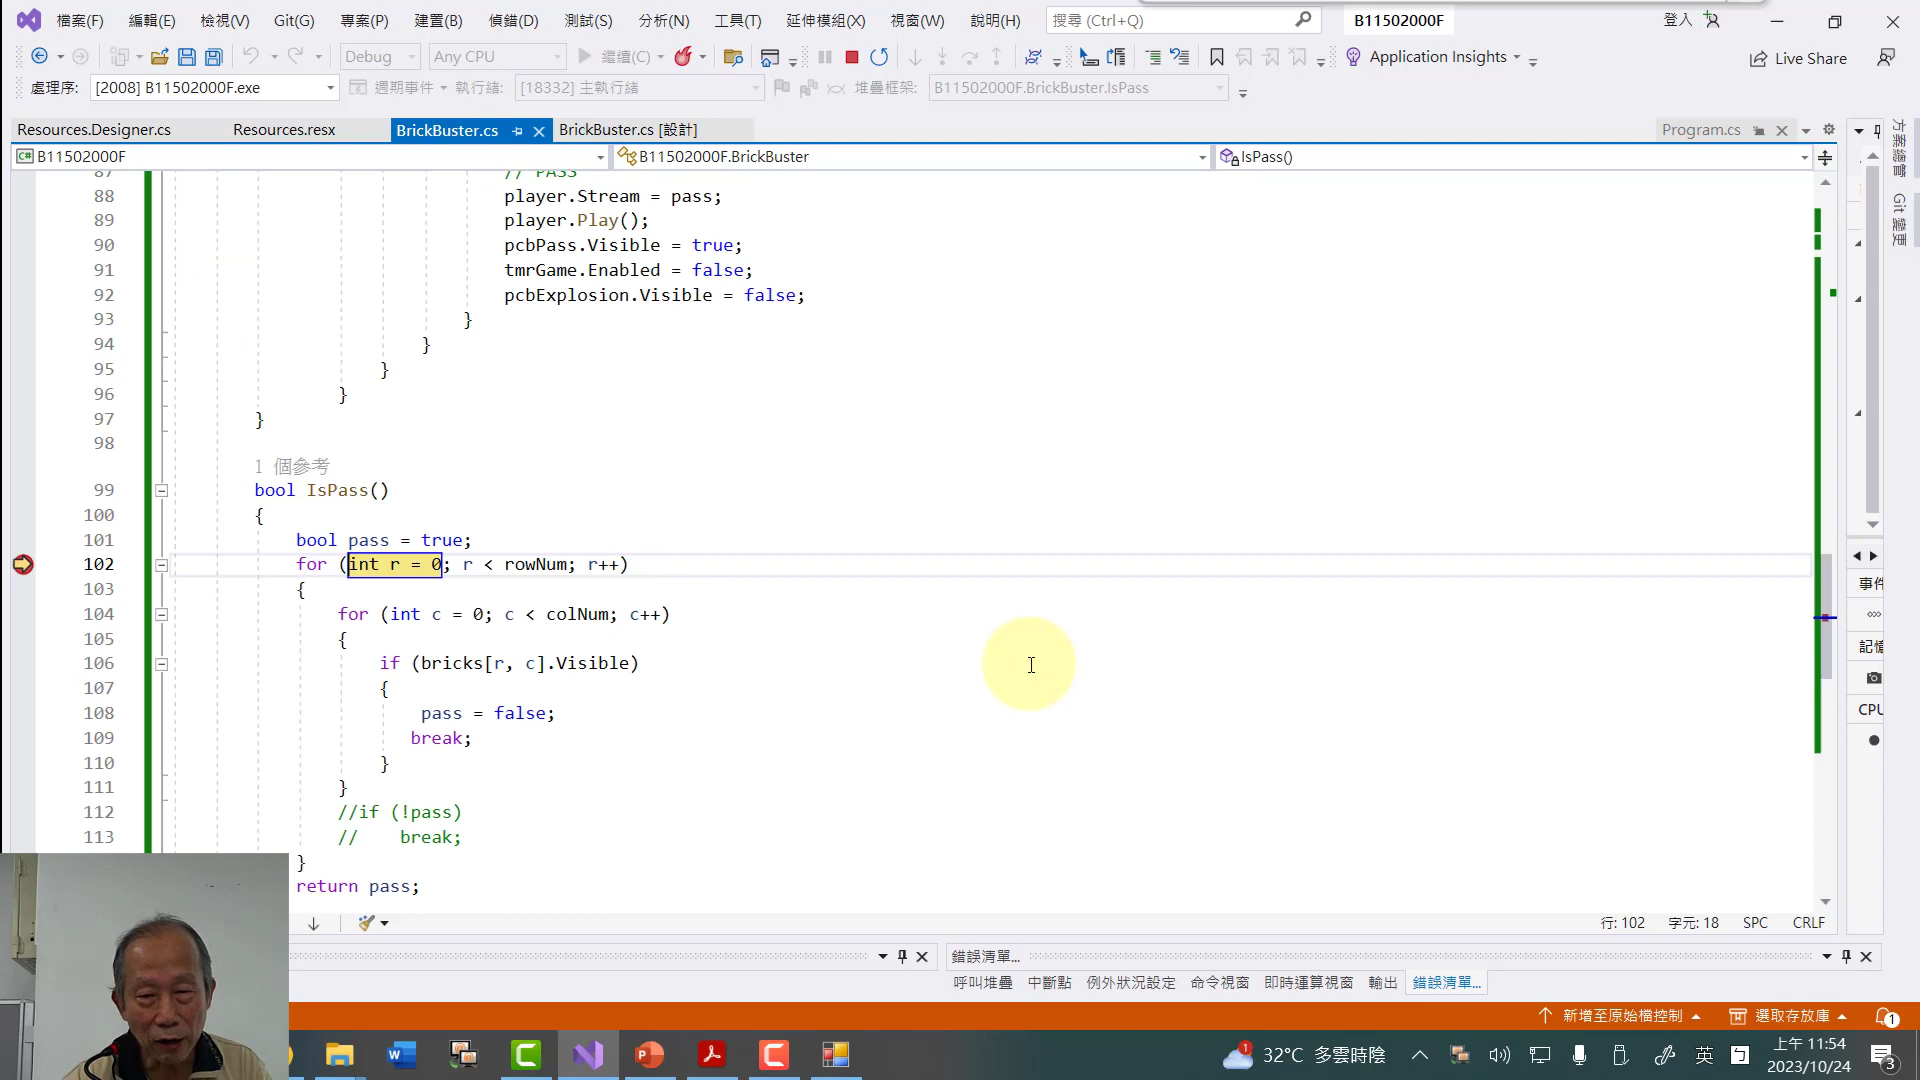 檔案(F) 編輯(E) 檢視(V) Git(G) 專案(P) 建置(B) 偵錯(D) 測試(S) 分析(N) 工具(T) 延伸模組(X) 視窗(W) 說明(H) 搜尋 (Ctrl+Q) B11502000F 登入
Debug Any CPU 繼續(C) Application Insights Live Share
處理序: [2008] B11502000F.exe 週期事件 執行緒: [18332] 主執行緒 堆疊框架: B11502000F.BrickBuster.IsPass
Resources.Designer.cs Resources.resx BrickBuster.cs BrickBuster.cs [設計] Program.cs
B11502000F B11502000F.BrickBuster IsPass()
87 // PASS
88 player.Stream = pass;
89 player.Play();
90 pcbPass.Visible = true;
91 tmrGame.Enabled = false;
92 pcbExplosion.Visible = false;
93 }
94 }
95 }
96 }
97 }
98
1 個參考
99 bool IsPass()
100 {
101 bool pass = true;
102 for (int r = 0; r < rowNum; r++)
103 {
104 for (int c = 0; c < colNum; c++)
105 {
106 if (bricks[r, c].Visible)
107 {
108 pass = false;
109 break;
110 }
111 }
112 //if (!pass)
113 // break;
}
return pass;
方案總管
Git 變更
事件
記憶
CPU
行: 102 字元: 18 SPC CRLF
錯誤清單...
呼叫堆疊 中斷點 例外狀況設定 命令視窗 即時運算視窗 輸出 錯誤清單...
新增至原始檔控制 選取存放庫 1
32°C 多雲時陰 英 上午 11:54
2023/10/24 3